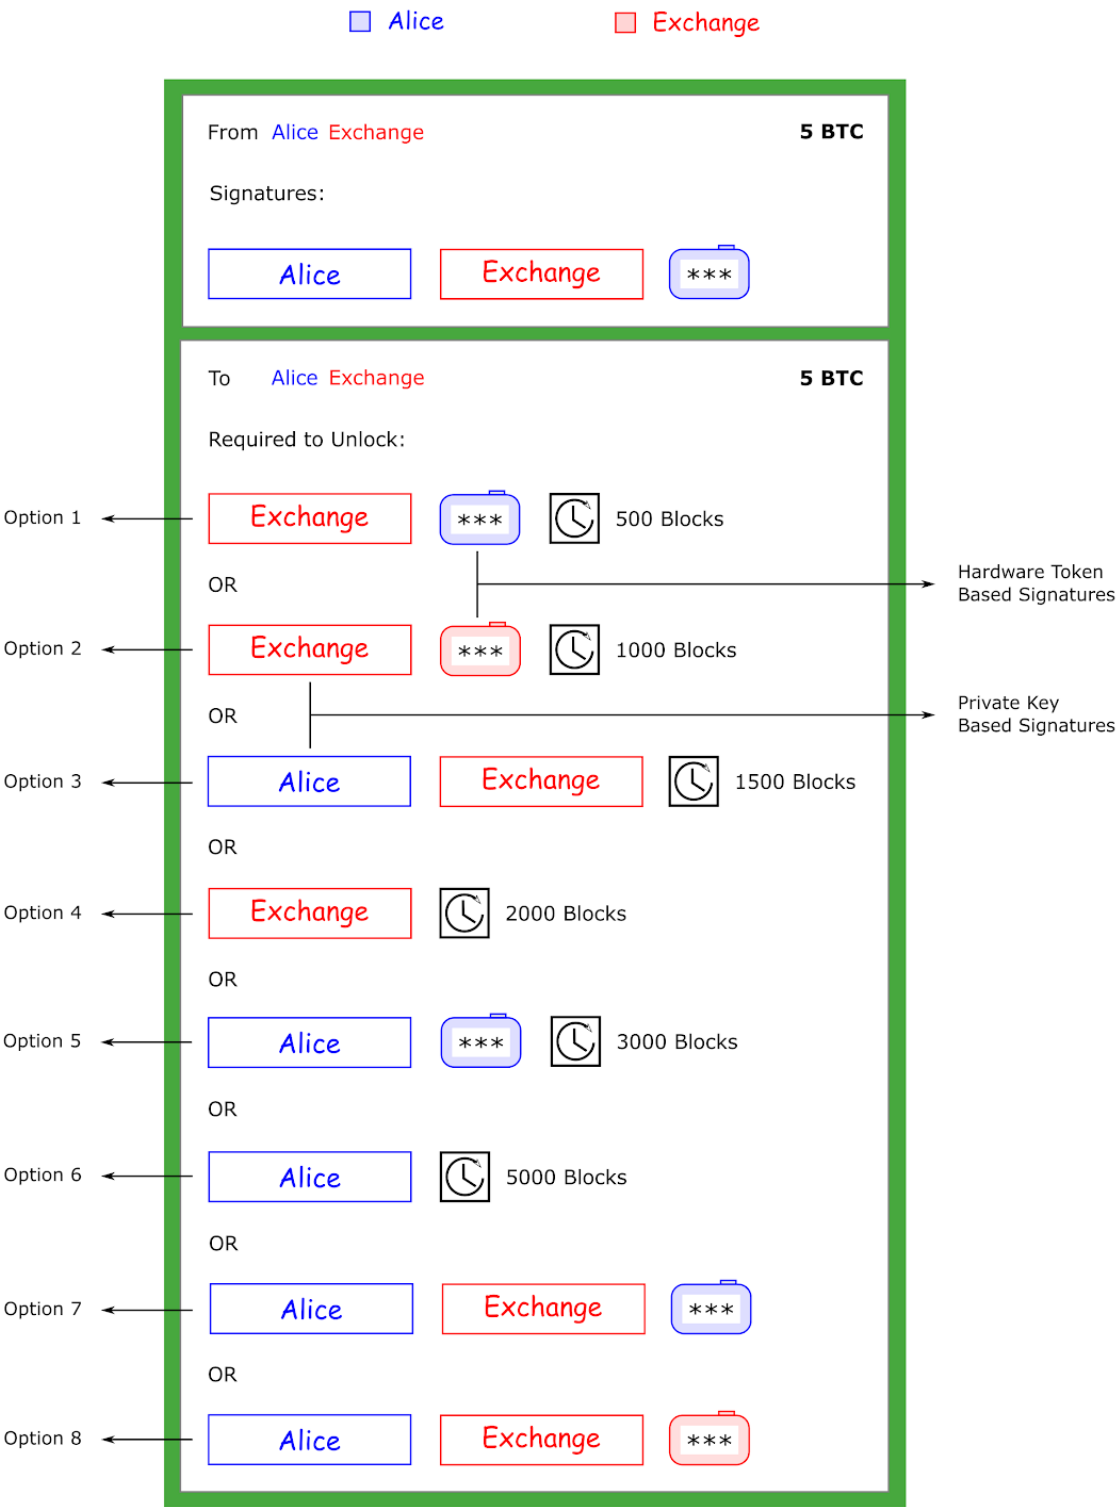 Alice Exchange
From Alice Exchange 5 BTC
Signatures:
Alice Exchange ***
To Alice Exchange 5 BTC
Required to Unlock:
Option 1 Exchange *** 500 Blocks
OR
Hardware Token
Based Signatures
Option 2 Exchange *** 1000 Blocks
OR
Private Key
Based Signatures
Option 3 Alice Exchange 1500 Blocks
OR
Option 4 Exchange 2000 Blocks
OR
Option 5 Alice *** 3000 Blocks
OR
Option 6 Alice 5000 Blocks
OR
Option 7 Alice Exchange ***
OR
Option 8 Alice Exchange ***